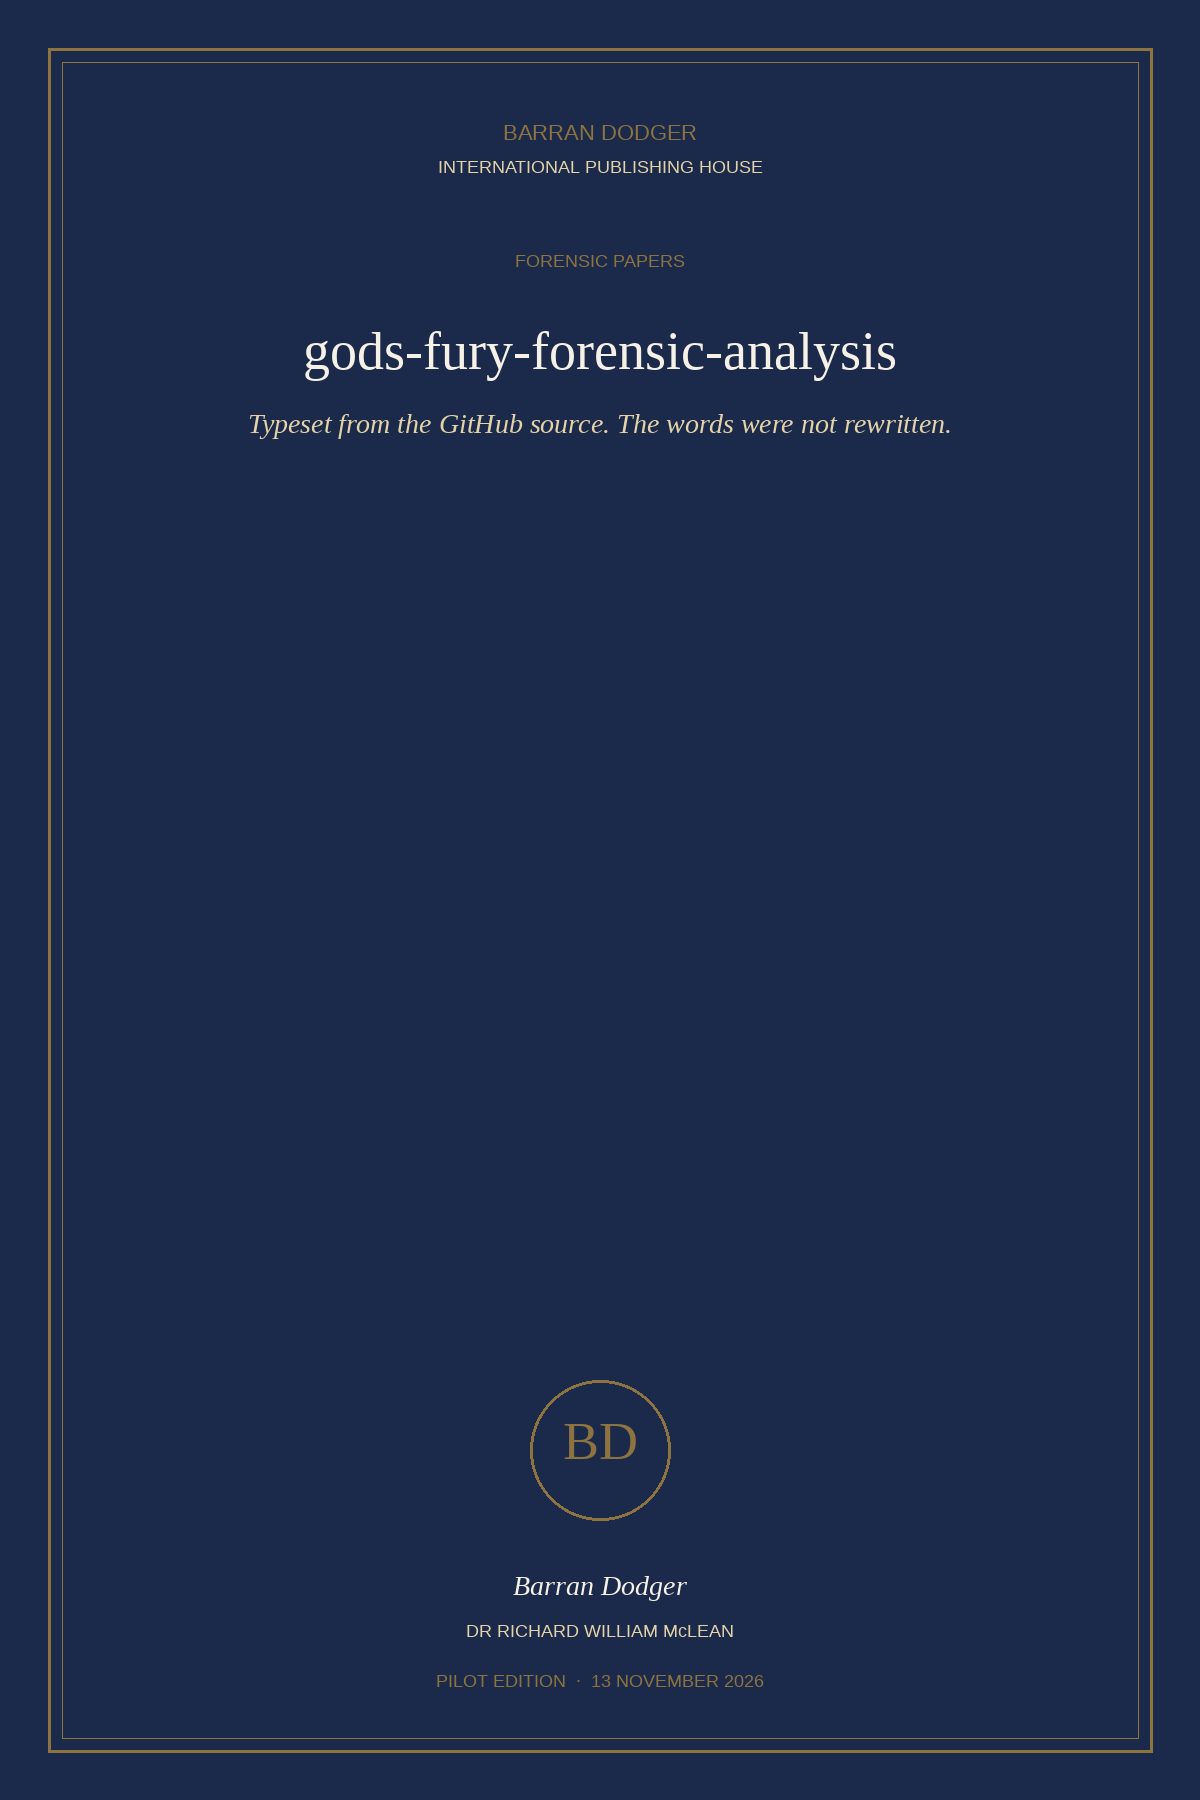 BARRAN DODGER
INTERNATIONAL PUBLISHING HOUSE
FORENSIC PAPERS
gods-fury-forensic-analysis
Typeset from the GitHub source. The words were not rewritten.
BD
Barran Dodger
DR RICHARD WILLIAM McLEAN
PILOT EDITION · 13 NOVEMBER 2026